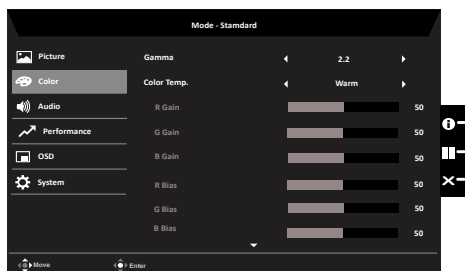 Mode - Stamdard
Picture
Gamma
2.2
Color
Color Temp.
Warm
Audio
R Gain
50
Performance
G Gain
50
OSD
B Gain
50
System
R Bias
50
G Bias
50
B Bias
50
Move
Enter